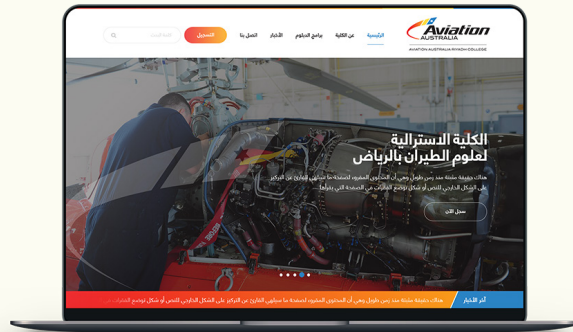 Aviation
AUSTRALIA
AVIATION AUSTRALIA RIYADH COLLEGE
الرئيسية
عن الكلية
برامج الدبلوم
الأخبار
اتصل بنا
التسجيل
الكلية الاسترالية
لعلوم الطيران بالرياض
هناك حقيقة مثبتة منذ زمن طويل وهي أن المحتوى المقروء لصفحة ما سيلهي القارئ عن التركيز
على الشكل الخارجي للنص أو شكل توضع الفقرات في الصفحة التي يقرأها
سجل الآن
آخر الأخبار
هناك حقيقة مثبتة منذ زمن طويل وهي أن المحتوى المقروء لصفحة ما سيلهي القارئ عن التركيز على الشكل الخارجي للنص أو شكل توضع الفقرات